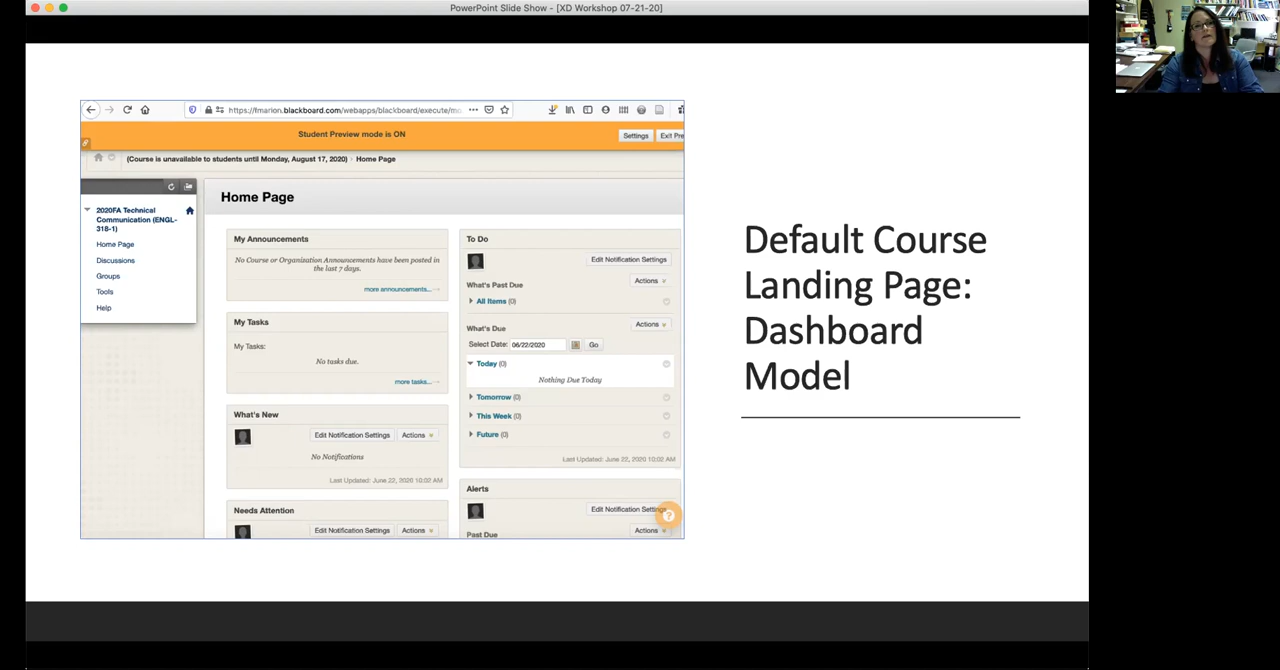 PowerPoint Slide Show - [XD Workshop 07-21-20]
https://fmarion.blackboard.com/webapps/blackboard/execute/mo
Student Preview mode is ON
Settings
Exit Pre
(Course is unavailable to students until Monday, August 17, 2020) › Home Page
2020FA Technical
Communication (ENGL-
318-1)
Home Page
Discussions
Groups
Tools
Help
Home Page
My Announcements
No Course or Organization Announcements have been posted in
the last 7 days.
more announcements...
My Tasks
My Tasks:
No tasks due.
more tasks...
What's New
Edit Notification Settings
Actions
No Notifications
Last Updated: June 22, 2020 10:02 AM
Needs Attention
Edit Notification Settings
Actions
To Do
Edit Notification Settings
Actions
What's Past Due
All Items (0)
Actions
What's Due
Select Date: 06/22/2020 Go
Today (0)
Nothing Due Today
Tomorrow (0)
This Week (0)
Future (0)
Last Updated: June 22, 2020 10:02 AM
Alerts
Edit Notification Settings
?
Past Due
Actions
Default Course
Landing Page:
Dashboard
Model